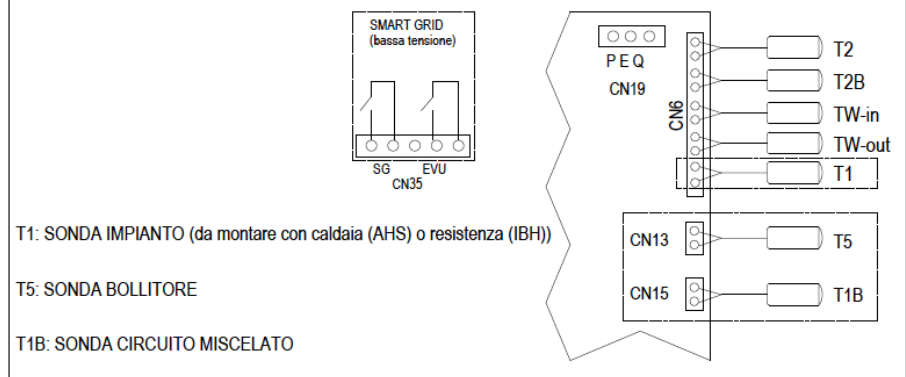 SMART GRID
(bassa tensione)
SG EVU
CN35
P E Q
CN19
CN6
T2
T2B
TW-in
TW-out
T1
CN13
T5
CN15
T1B
T1: SONDA IMPIANTO (da montare con caldaia (AHS) o resistenza (IBH))
T5: SONDA BOLLITORE
T1B: SONDA CIRCUITO MISCELATO